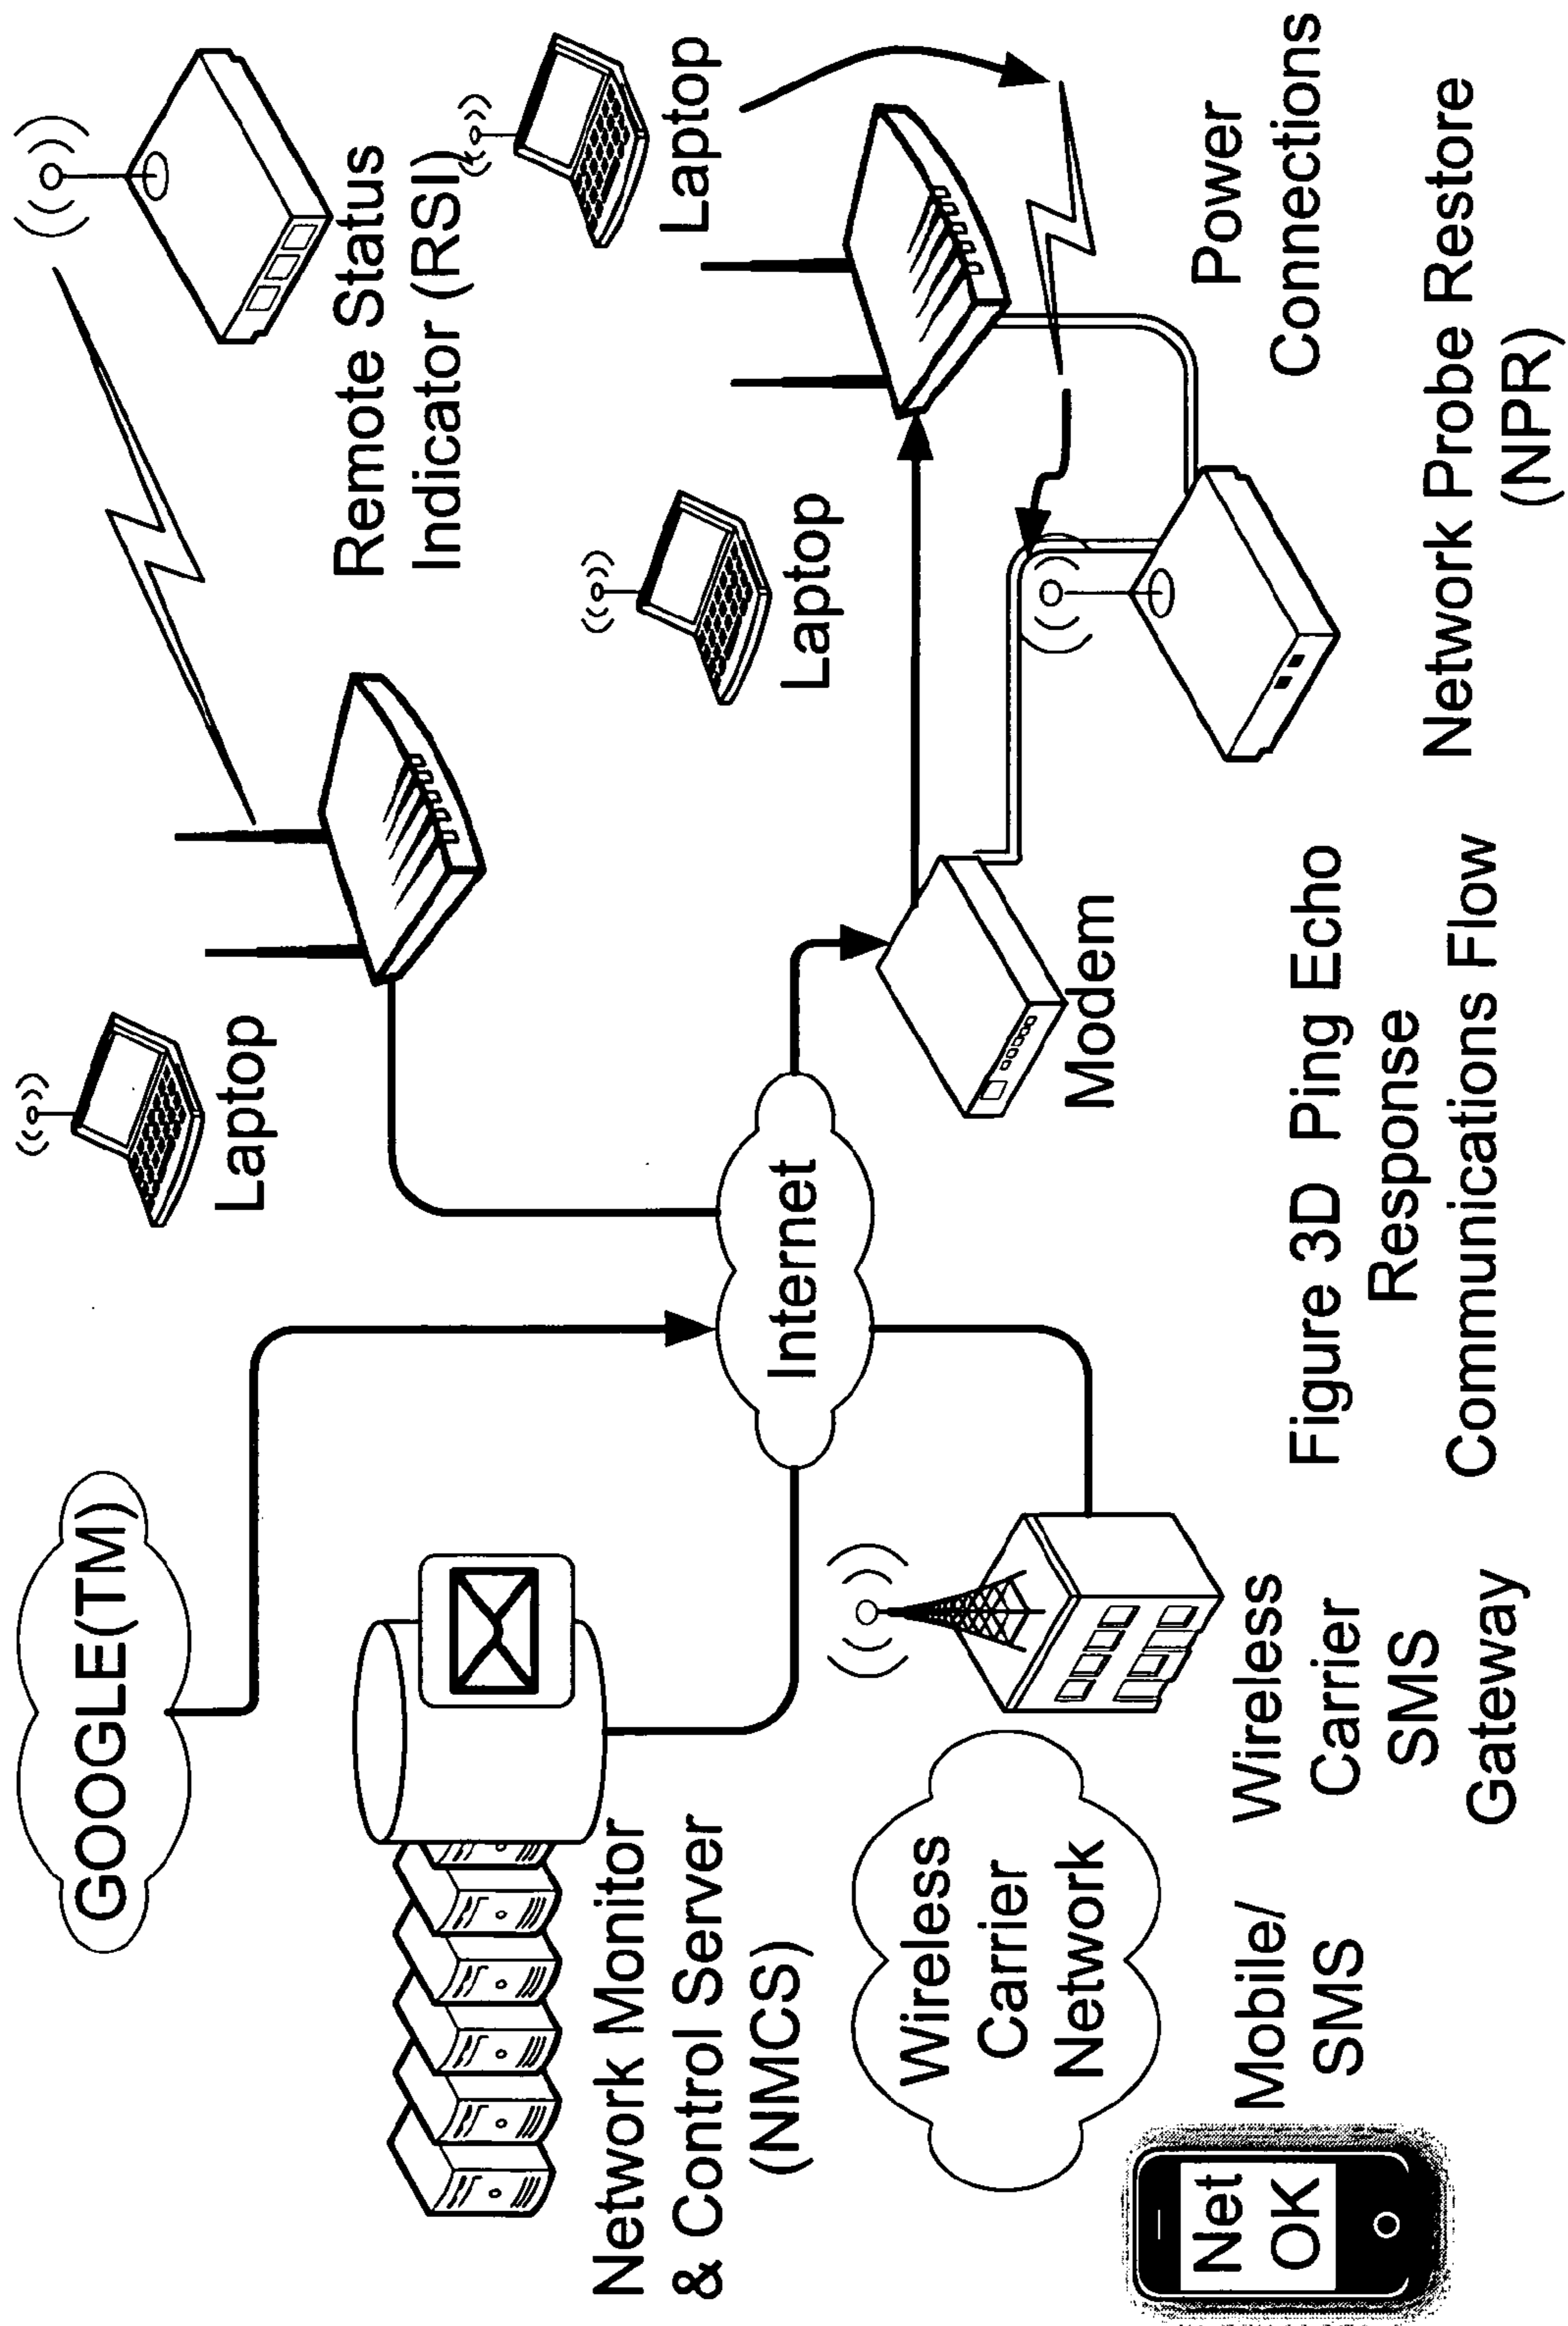 GOOGLE(TM)
Laptop
Remote Status
Indicator (RSI)
Laptop
Network Monitor
& Control Server
(NMCS)
Internet
Laptop
Wireless
Carrier
Network
Modem
Power
Connections
Net
OK
Mobile/
SMS
Wireless
Carrier
SMS
Gateway
Figure 3D Ping Echo
Response
Communications Flow
Network Probe Restore
(NPR)